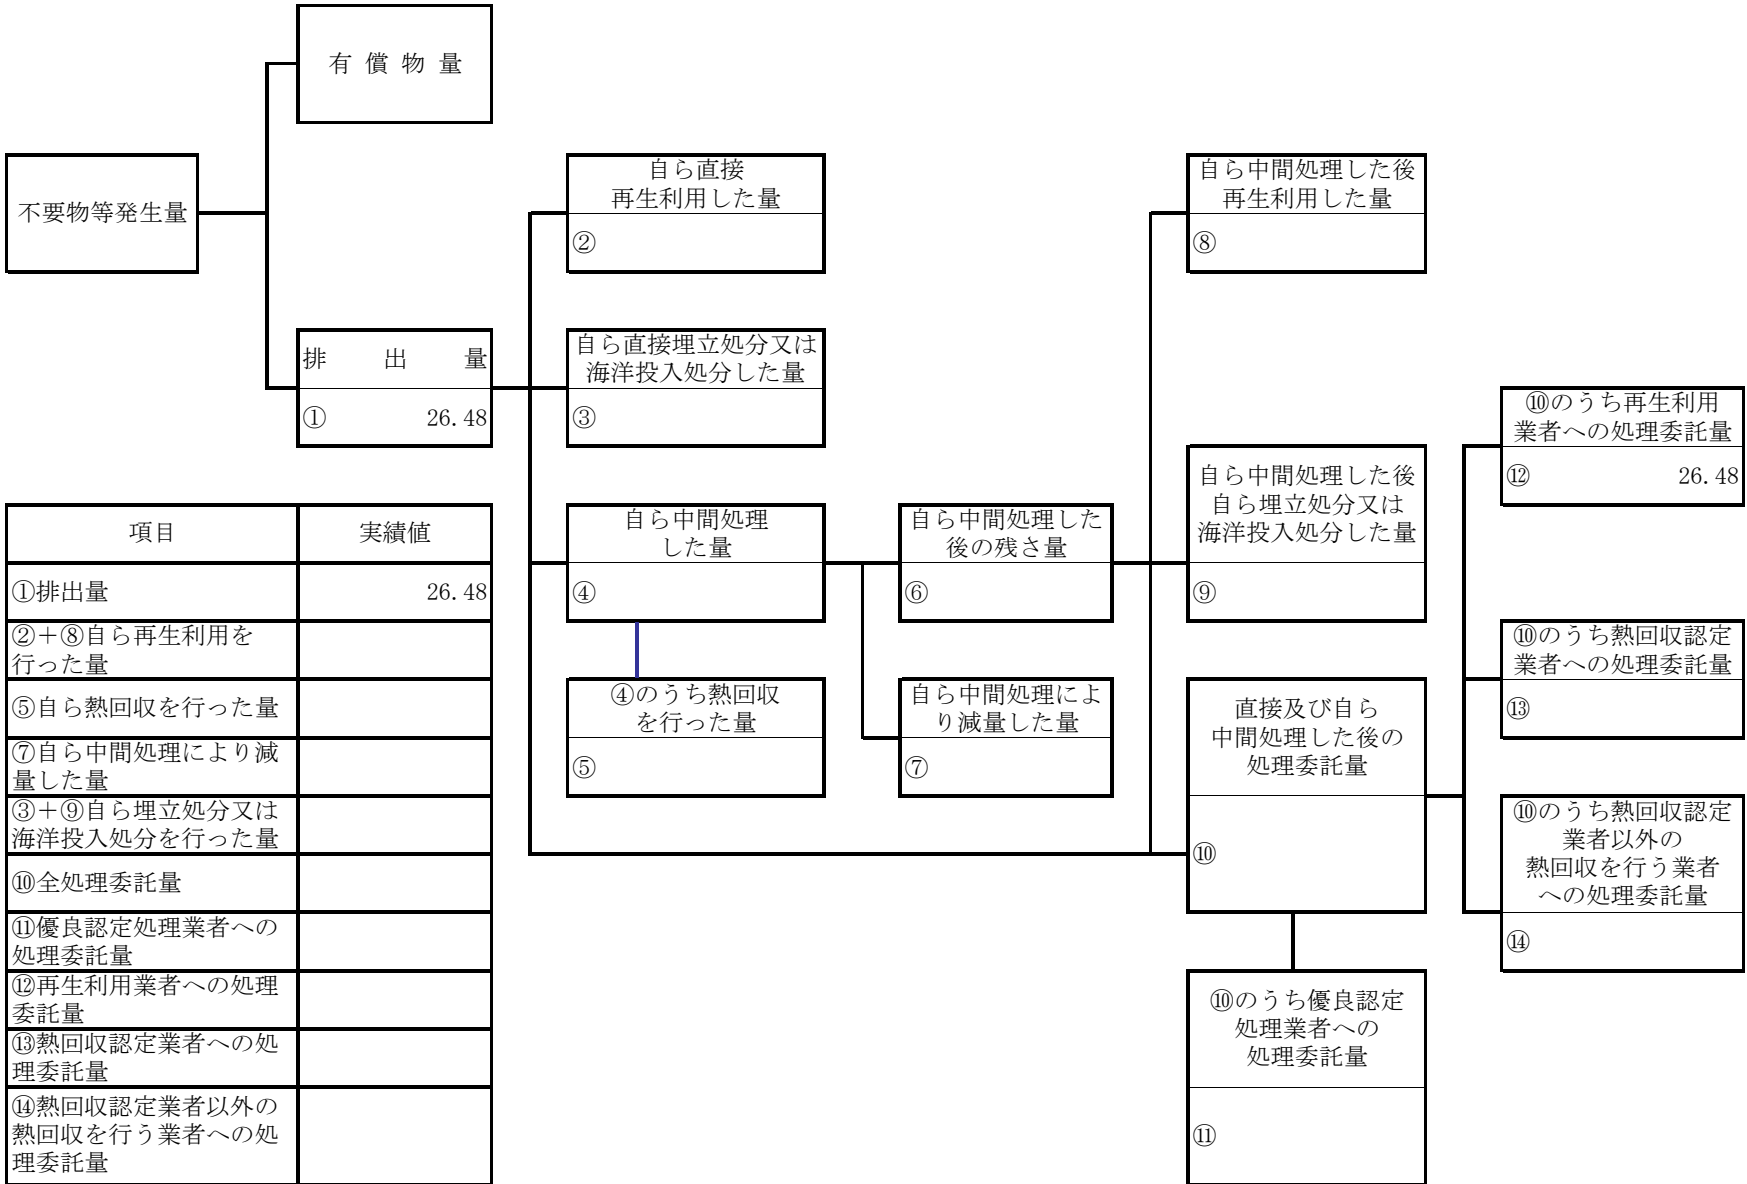 有償物量
不要物等発生量
排出量
① 26.48
自ら直接
再生利用した量
②
自ら直接埋立処分又は
海洋投入処分した量
③
自ら中間処理
した量
④
④のうち熱回収
を行った量
⑤
自ら中間処理した
後の残さ量
⑥
自ら中間処理によ
り減量した量
⑦
自ら中間処理した後
再生利用した量
⑧
自ら中間処理した後
自ら埋立処分又は
海洋投入処分した量
⑨
直接及び自ら
中間処理した後の
処理委託量
⑩
⑩のうち優良認定
処理業者への
処理委託量
⑪
⑩のうち再生利用
業者への処理委託量
⑫ 26.48
⑩のうち熱回収認定
業者への処理委託量
⑬
⑩のうち熱回収認定
業者以外の
熱回収を行う業者
への処理委託量
⑭
項目 実績値
①排出量 26.48
②+⑧自ら再生利用を
行った量
⑤自ら熱回収を行った量
⑦自ら中間処理により減
量した量
③+⑨自ら埋立処分又は
海洋投入処分を行った量
⑩全処理委託量
⑪優良認定処理業者への
処理委託量
⑫再生利用業者への処理
委託量
⑬熱回収認定業者への処
理委託量
⑭熱回収認定業者以外の
熱回収を行う業者への処
理委託量